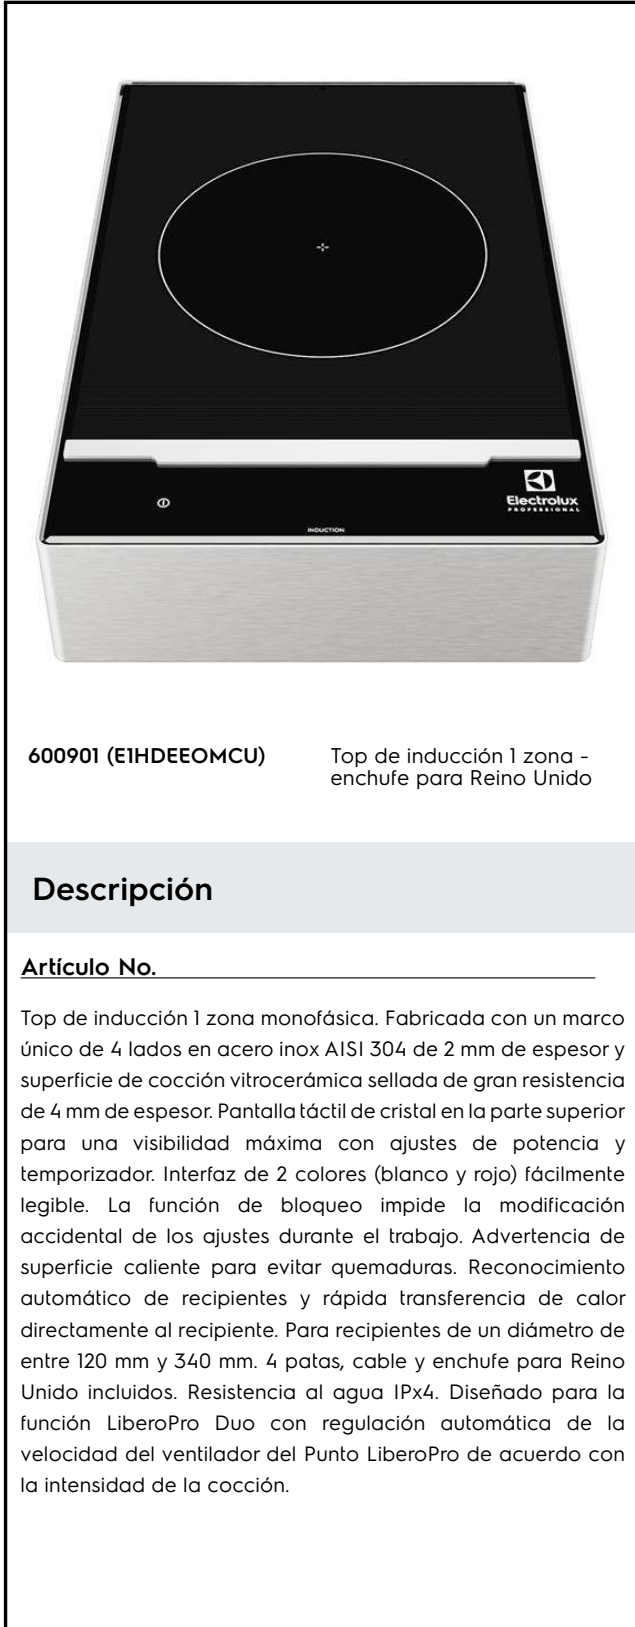 Electrolux
PROFESSIONAL
INDUCTION
600901 (E1HDEEOMCU)
Top de inducción 1 zona -
enchufe para Reino Unido
Descripción
Artículo No.
Top de inducción 1 zona monofásica. Fabricada con un marco
único de 4 lados en acero inox AISI 304 de 2 mm de espesor y
superficie de cocción vitrocerámica sellada de gran resistencia
de 4 mm de espesor. Pantalla táctil de cristal en la parte superior
para una visibilidad máxima con ajustes de potencia y
temporizador. Interfaz de 2 colores (blanco y rojo) fácilmente
legible. La función de bloqueo impide la modificación
accidental de los ajustes durante el trabajo. Advertencia de
superficie caliente para evitar quemaduras. Reconocimiento
automático de recipientes y rápida transferencia de calor
directamente al recipiente. Para recipientes de un diámetro de
entre 120 mm y 340 mm. 4 patas, cable y enchufe para Reino
Unido incluidos. Resistencia al agua IPx4. Diseñado para la
función LiberoPro Duo con regulación automática de la
velocidad del ventilador del Punto LiberoPro de acuerdo con
la intensidad de la cocción.